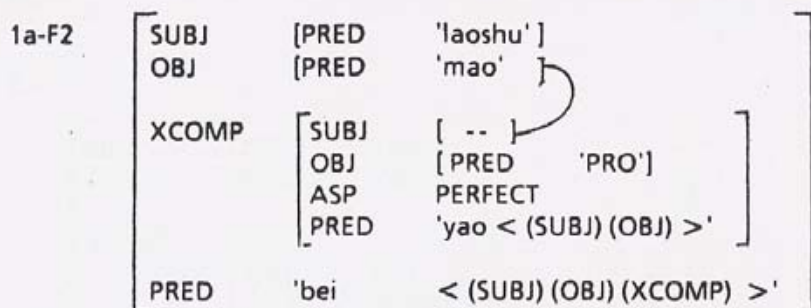 1a-F2 SUBJ [PRED 'laoshu' ]
OBJ [PRED 'mao' ]
XCOMP [ SUBJ [ -- ]
OBJ [ PRED 'PRO']
ASP PERFECT
PRED 'yao < (SUBJ) (OBJ) >' ]
PRED 'bei < (SUBJ) (OBJ) (XCOMP) >'